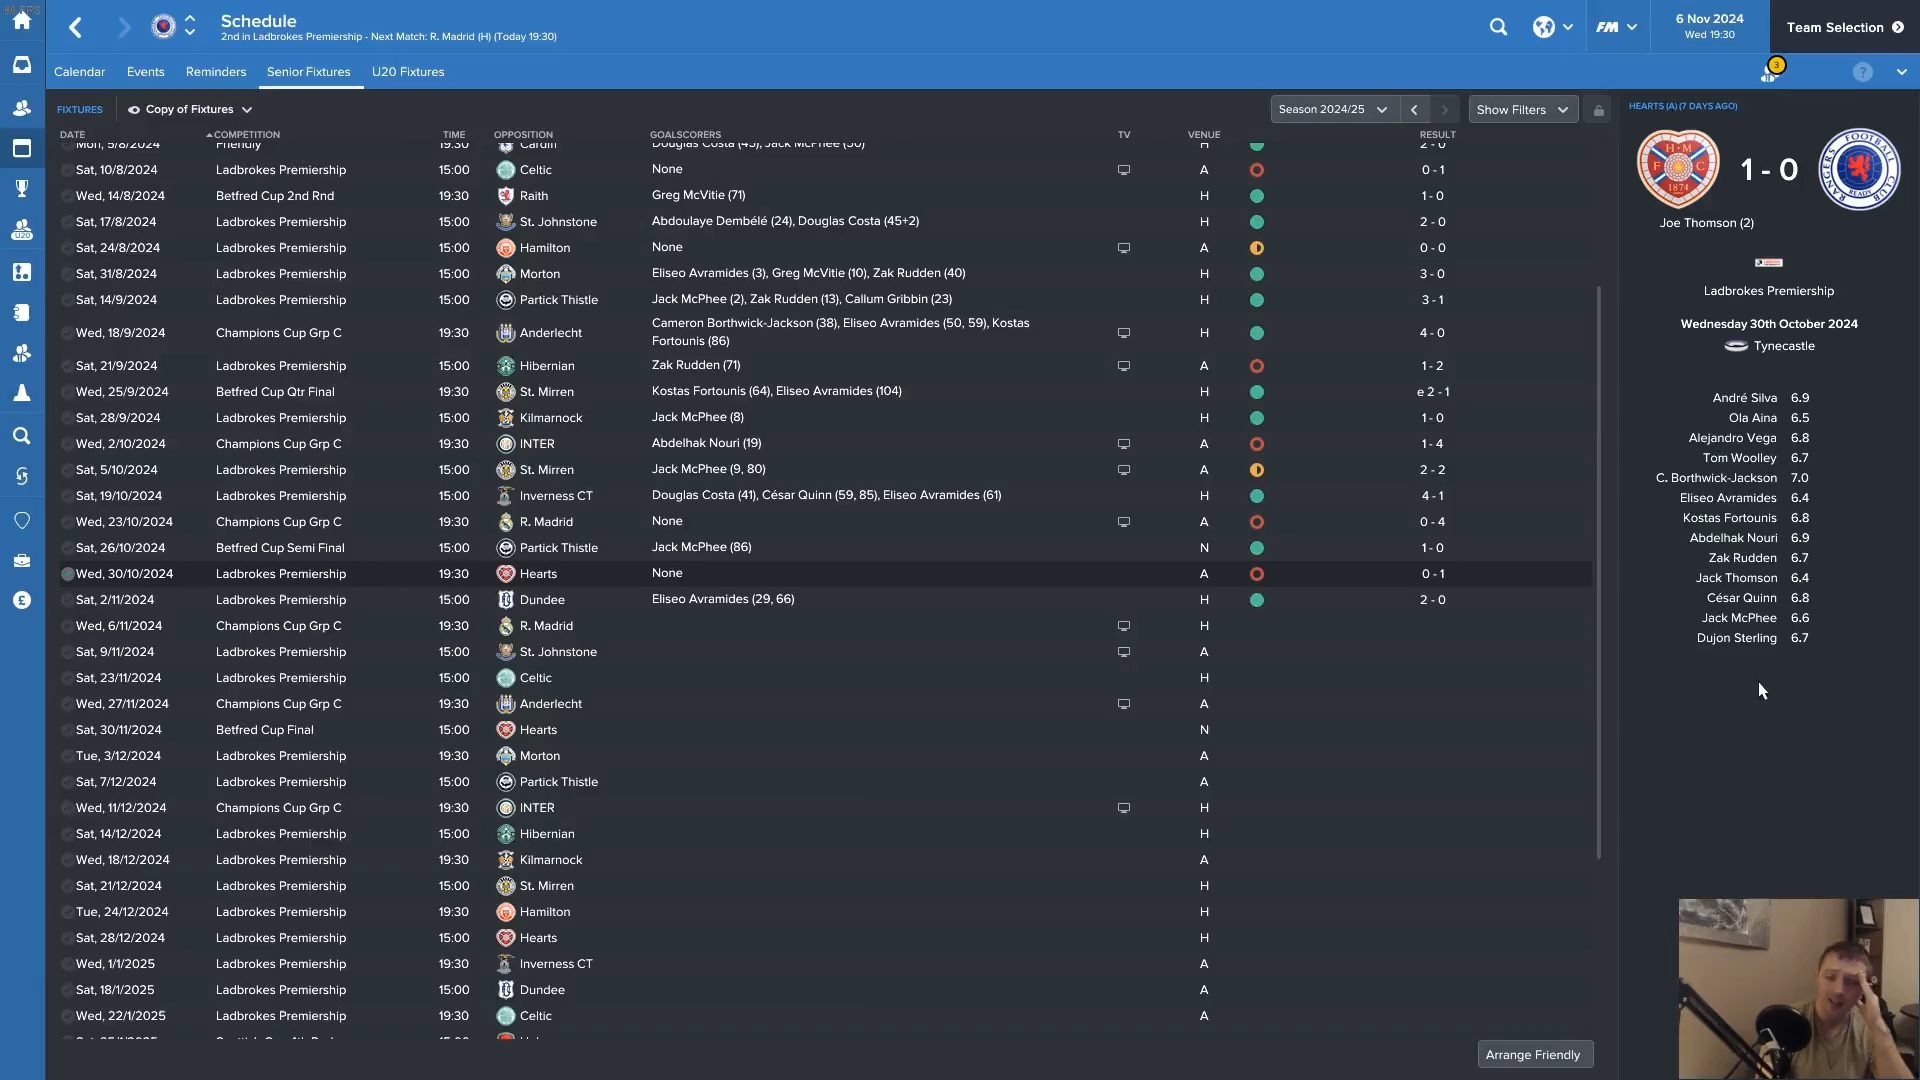 60 FPS
Schedule
2nd in Ladbrokes Premiership - Next Match: R. Madrid (H) (Today 19:30)
FM
6 Nov 2024
Wed 19:30
Team Selection
Calendar Events Reminders Senior Fixtures U20 Fixtures
3
?
FIXTURES Copy of Fixtures Season 2024/25 Show Filters
DATE COMPETITION TIME OPPOSITION GOALSCORERS TV VENUE RESULT
Mon, 5/8/2024 Friendly 19:30 Cardiff Douglas Costa (45), Jack McPhee (50) H 2 - 0
Sat, 10/8/2024 Ladbrokes Premiership 15:00 Celtic None A 0 - 1
Wed, 14/8/2024 Betfred Cup 2nd Rnd 19:30 Raith Greg McVitie (71) H 1 - 0
Sat, 17/8/2024 Ladbrokes Premiership 15:00 St. Johnstone Abdoulaye Dembélé (24), Douglas Costa (45+2) H 2 - 0
Sat, 24/8/2024 Ladbrokes Premiership 15:00 Hamilton None A 0 - 0
Sat, 31/8/2024 Ladbrokes Premiership 15:00 Morton Eliseo Avramides (3), Greg McVitie (10), Zak Rudden (40) H 3 - 0
Sat, 14/9/2024 Ladbrokes Premiership 15:00 Partick Thistle Jack McPhee (2), Zak Rudden (13), Callum Gribbin (23) H 3 - 1
Wed, 18/9/2024 Champions Cup Grp C 19:30 Anderlecht Cameron Borthwick-Jackson (38), Eliseo Avramides (50, 59), Kostas
Fortounis (86) H 4 - 0
Sat, 21/9/2024 Ladbrokes Premiership 15:00 Hibernian Zak Rudden (71) A 1 - 2
Wed, 25/9/2024 Betfred Cup Qtr Final 19:30 St. Mirren Kostas Fortounis (64), Eliseo Avramides (104) H e 2 - 1
Sat, 28/9/2024 Ladbrokes Premiership 15:00 Kilmarnock Jack McPhee (8) H 1 - 0
Wed, 2/10/2024 Champions Cup Grp C 19:30 INTER Abdelhak Nouri (19) A 1 - 4
Sat, 5/10/2024 Ladbrokes Premiership 15:00 St. Mirren Jack McPhee (9, 80) A 2 - 2
Sat, 19/10/2024 Ladbrokes Premiership 15:00 Inverness CT Douglas Costa (41), César Quinn (59, 85), Eliseo Avramides (61) H 4 - 1
Wed, 23/10/2024 Champions Cup Grp C 19:30 R. Madrid None A 0 - 4
Sat, 26/10/2024 Betfred Cup Semi Final 15:00 Partick Thistle Jack McPhee (86) N 1 - 0
Wed, 30/10/2024 Ladbrokes Premiership 19:30 Hearts None A 0 - 1
Sat, 2/11/2024 Ladbrokes Premiership 15:00 Dundee Eliseo Avramides (29, 66) H 2 - 0
Wed, 6/11/2024 Champions Cup Grp C 19:30 R. Madrid H
Sat, 9/11/2024 Ladbrokes Premiership 15:00 St. Johnstone A
Sat, 23/11/2024 Ladbrokes Premiership 15:00 Celtic H
Wed, 27/11/2024 Champions Cup Grp C 19:30 Anderlecht A
Sat, 30/11/2024 Betfred Cup Final 15:00 Hearts N
Tue, 3/12/2024 Ladbrokes Premiership 19:30 Morton A
Sat, 7/12/2024 Ladbrokes Premiership 15:00 Partick Thistle A
Wed, 11/12/2024 Champions Cup Grp C 19:30 INTER H
Sat, 14/12/2024 Ladbrokes Premiership 15:00 Hibernian H
Wed, 18/12/2024 Ladbrokes Premiership 19:30 Kilmarnock A
Sat, 21/12/2024 Ladbrokes Premiership 15:00 St. Mirren H
Tue, 24/12/2024 Ladbrokes Premiership 19:30 Hamilton H
Sat, 28/12/2024 Ladbrokes Premiership 15:00 Hearts H
Wed, 1/1/2025 Ladbrokes Premiership 19:30 Inverness CT A
Sat, 18/1/2025 Ladbrokes Premiership 15:00 Dundee A
Wed, 22/1/2025 Ladbrokes Premiership 19:30 Celtic A
Arrange Friendly
HEARTS (A) (7 DAYS AGO)
1 - 0
Joe Thomson (2)
Ladbrokes Premiership
Wednesday 30th October 2024
Tynecastle
André Silva 6.9
Ola Aina 6.5
Alejandro Vega 6.8
Tom Woolley 6.7
C. Borthwick-Jackson 7.0
Eliseo Avramides 6.4
Kostas Fortounis 6.8
Abdelhak Nouri 6.9
Zak Rudden 6.7
Jack Thomson 6.4
César Quinn 6.8
Jack McPhee 6.6
Dujon Sterling 6.7